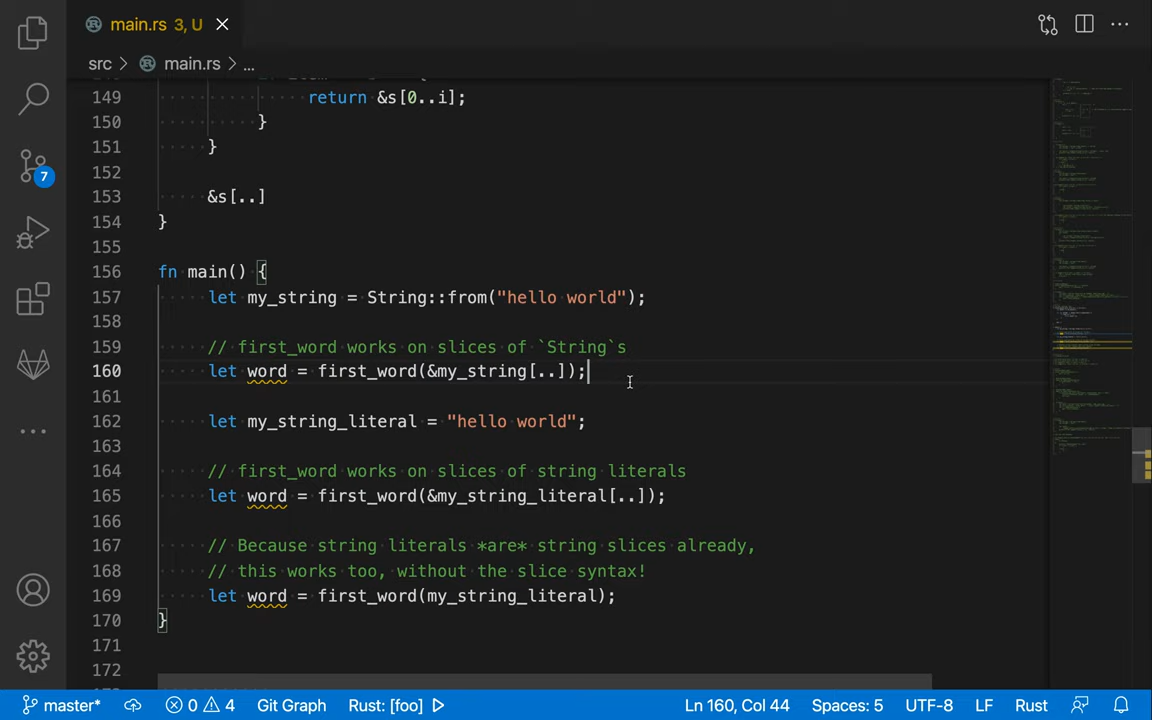 main.rs 3, U
src > main.rs > ...
149 return &s[0..i];
150 }
151 }
152
153 &s[..]
154 }
155
156 fn main() {
157 let my_string = String::from("hello world");
158
159 // first_word works on slices of `String`s
160 let word = first_word(&my_string[..]);
161
162 let my_string_literal = "hello world";
163
164 // first_word works on slices of string literals
165 let word = first_word(&my_string_literal[..]);
166
167 // Because string literals *are* string slices already,
168 // this works too, without the slice syntax!
169 let word = first_word(my_string_literal);
170 }
171
172
7
master* 0 4 Git Graph Rust: [foo] Ln 160, Col 44 Spaces: 5 UTF-8 LF Rust